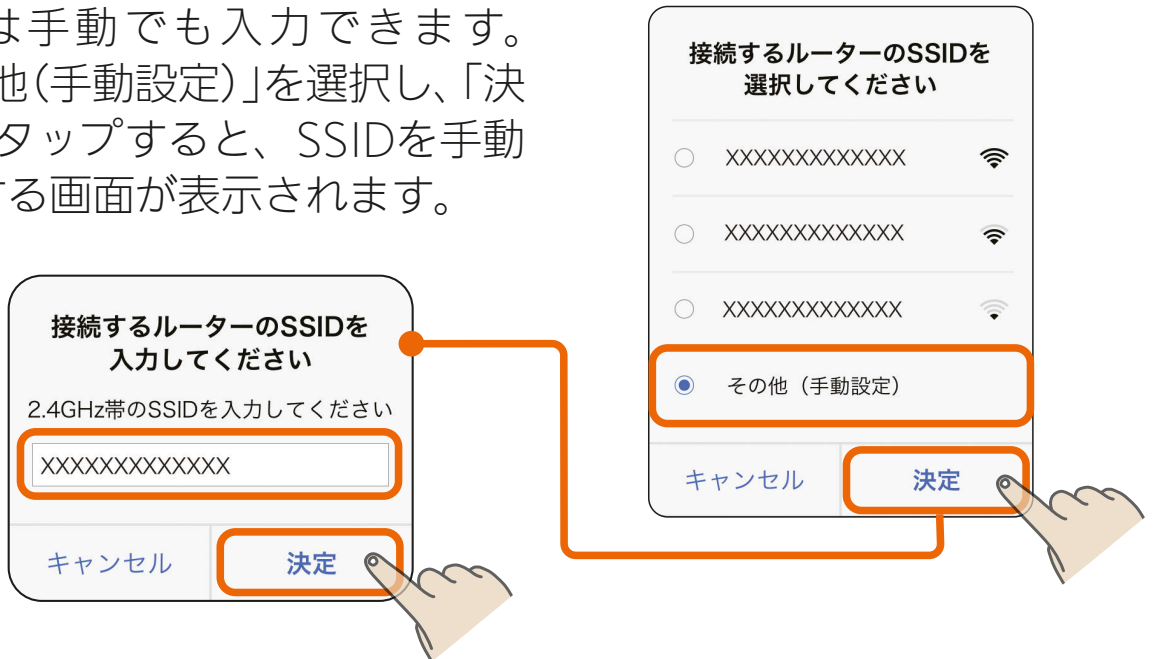 は手動でも入力できます。
他(手動設定)」を選択し、「決
タップすると、SSIDを手動
する画面が表示されます。
接続するルーターのSSIDを
選択してください
XXXXXXXXXXXXX
XXXXXXXXXXXXX
XXXXXXXXXXXXX
その他（手動設定）
キャンセル 決定
接続するルーターのSSIDを
入力してください
2.4GHz帯のSSIDを入力してください
XXXXXXXXXXXXX
キャンセル 決定